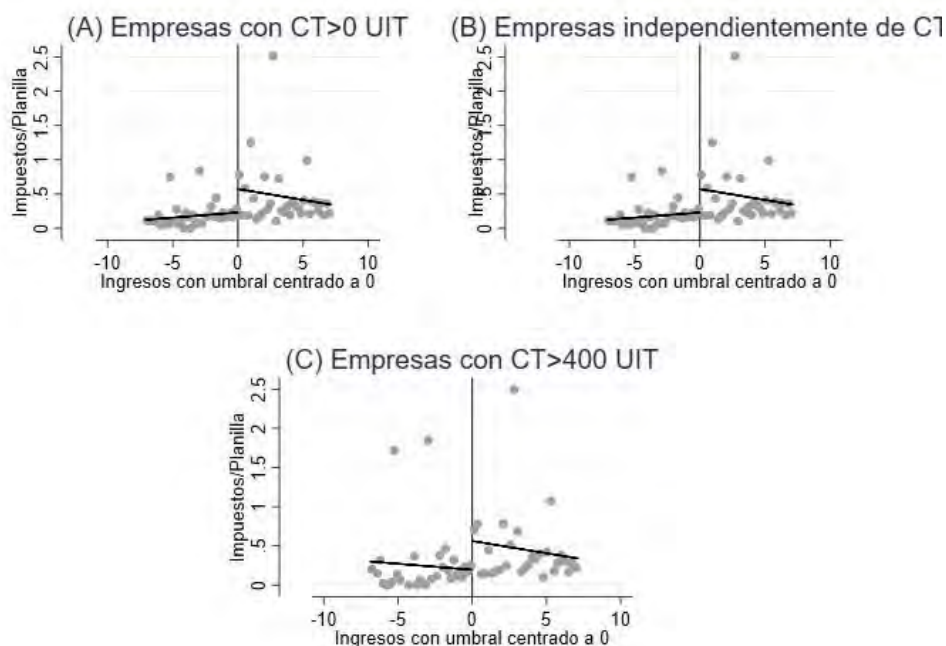 (A) Empresas con CT>0 UIT
Impuestos/Planilla
0 .5 1 1.5 2 2.5
-10 -5 0 5 10
Ingresos con umbral centrado a 0
(B) Empresas independientemente de CT
Impuestos/Planilla
0 .5 1 1.5 2 2.5
-10 -5 0 5 10
Ingresos con umbral centrado a 0
(C) Empresas con CT>400 UIT
Impuestos/Planilla
0 .5 1 1.5 2 2.5
-10 -5 0 5 10
Ingresos con umbral centrado a 0